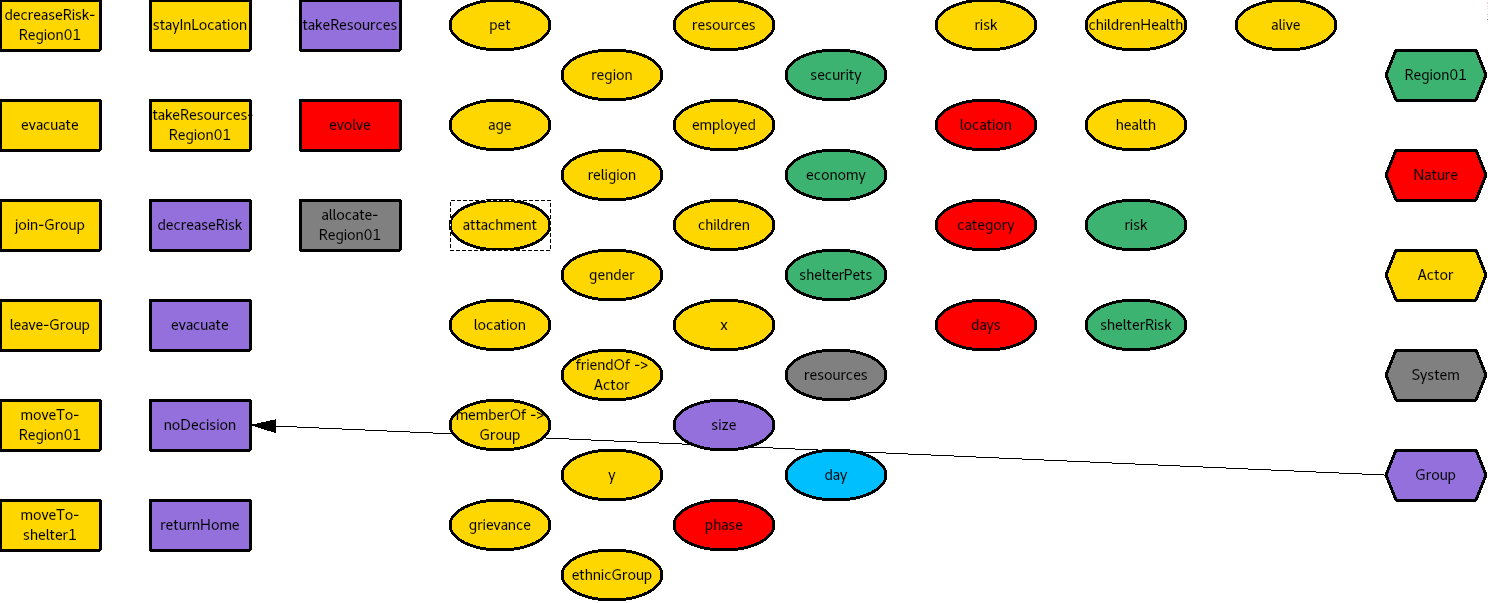 decreaseRisk-
Region01
stayInLocation
takeResources
pet
resources
risk
childrenHealth
alive
region
security
Region01
evacuate
takeResources-
Region01
evolve
age
employed
location
health
religion
economy
Nature
join-Group
decreaseRisk
allocate-
Region01
attachment
children
category
risk
gender
shelterPets
Actor
leave-Group
evacuate
location
x
days
shelterRisk
friendOf ->
Actor
resources
System
moveTo-
Region01
noDecision
memberOf ->
Group
size
y
day
Group
moveTo-
shelter1
returnHome
grievance
phase
ethnicGroup